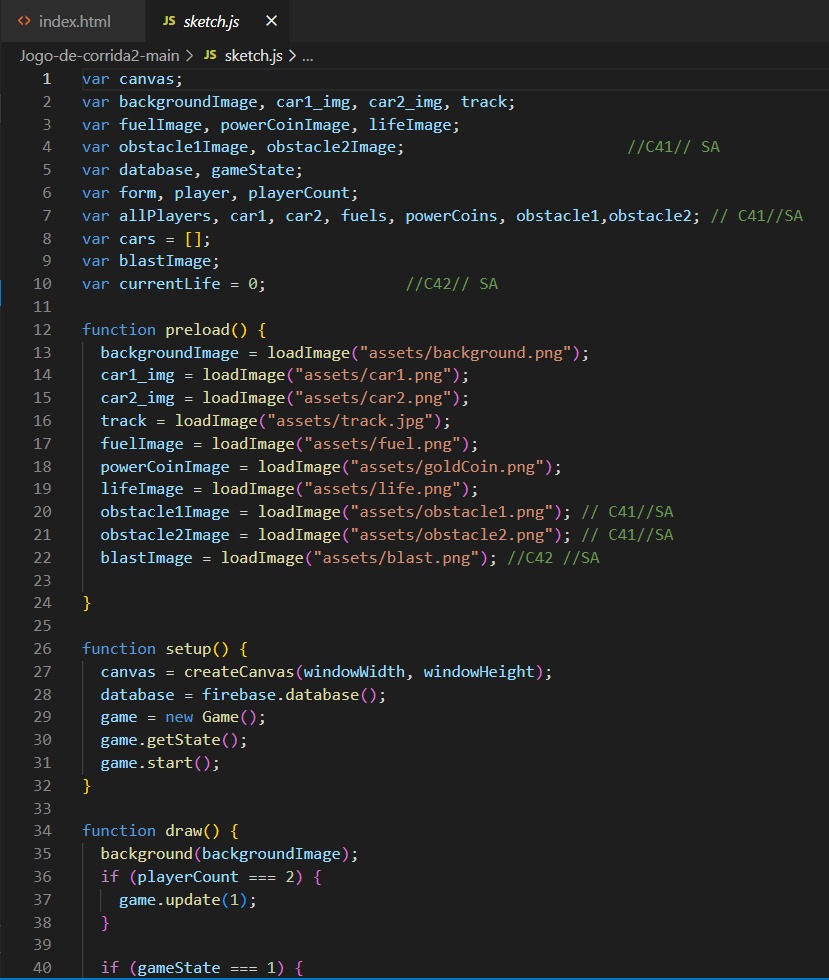 <> index.html JS sketch.js ×
Jogo-de-corrida2-main > JS sketch.js > ...
1 var canvas;
2 var backgroundImage, car1_img, car2_img, track;
3 var fuelImage, powerCoinImage, lifeImage;
4 var obstacle1Image, obstacle2Image; //C41// SA
5 var database, gameState;
6 var form, player, playerCount;
7 var allPlayers, car1, car2, fuels, powerCoins, obstacle1,obstacle2; // C41//SA
8 var cars = [];
9 var blastImage;
10 var currentLife = 0; //C42// SA
11
12 function preload() {
13 backgroundImage = loadImage("assets/background.png");
14 car1_img = loadImage("assets/car1.png");
15 car2_img = loadImage("assets/car2.png");
16 track = loadImage("assets/track.jpg");
17 fuelImage = loadImage("assets/fuel.png");
18 powerCoinImage = loadImage("assets/goldCoin.png");
19 lifeImage = loadImage("assets/life.png");
20 obstacle1Image = loadImage("assets/obstacle1.png"); // C41//SA
21 obstacle2Image = loadImage("assets/obstacle2.png"); // C41//SA
22 blastImage = loadImage("assets/blast.png"); //C42 //SA
23
24 }
25
26 function setup() {
27 canvas = createCanvas(windowWidth, windowHeight);
28 database = firebase.database();
29 game = new Game();
30 game.getState();
31 game.start();
32 }
33
34 function draw() {
35 background(backgroundImage);
36 if (playerCount === 2) {
37 game.update(1);
38 }
39
40 if (gameState === 1) {